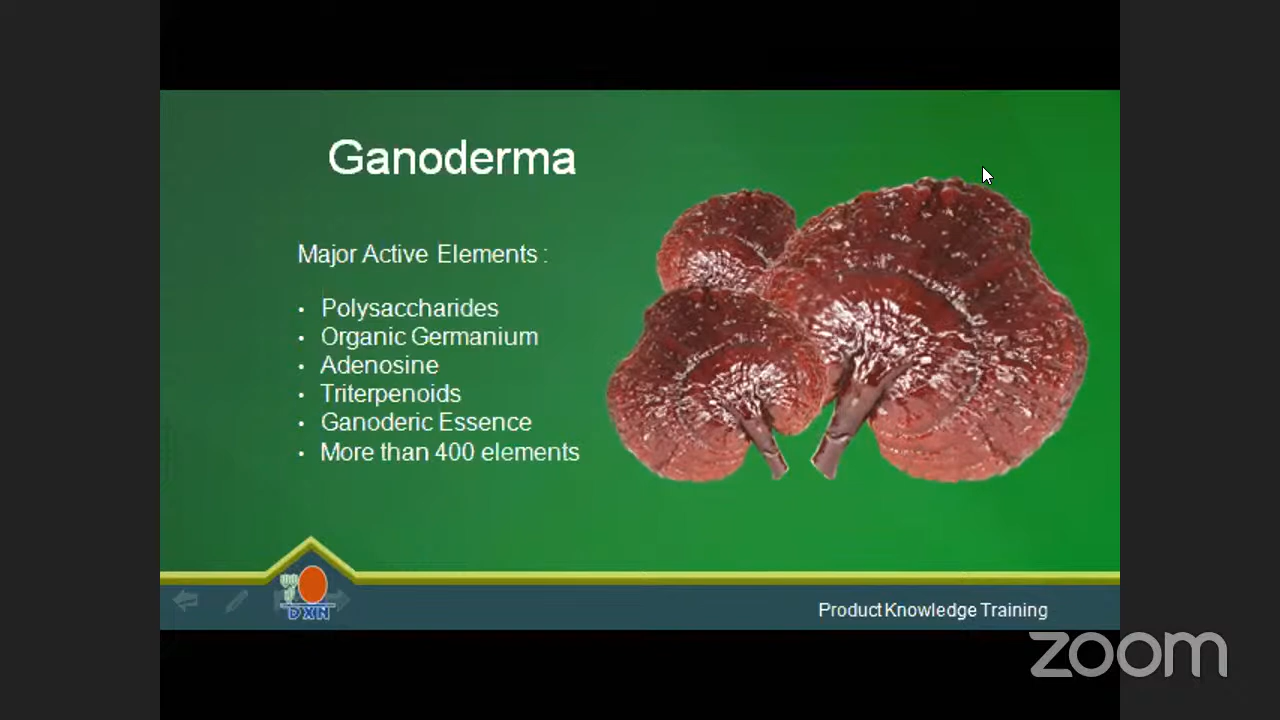 Ganoderma
Major Active Elements :
• Polysaccharides
• Organic Germanium
• Adenosine
• Triterpenoids
• Ganoderic Essence
• More than 400 elements
DXN
Product Knowledge Training
zoom